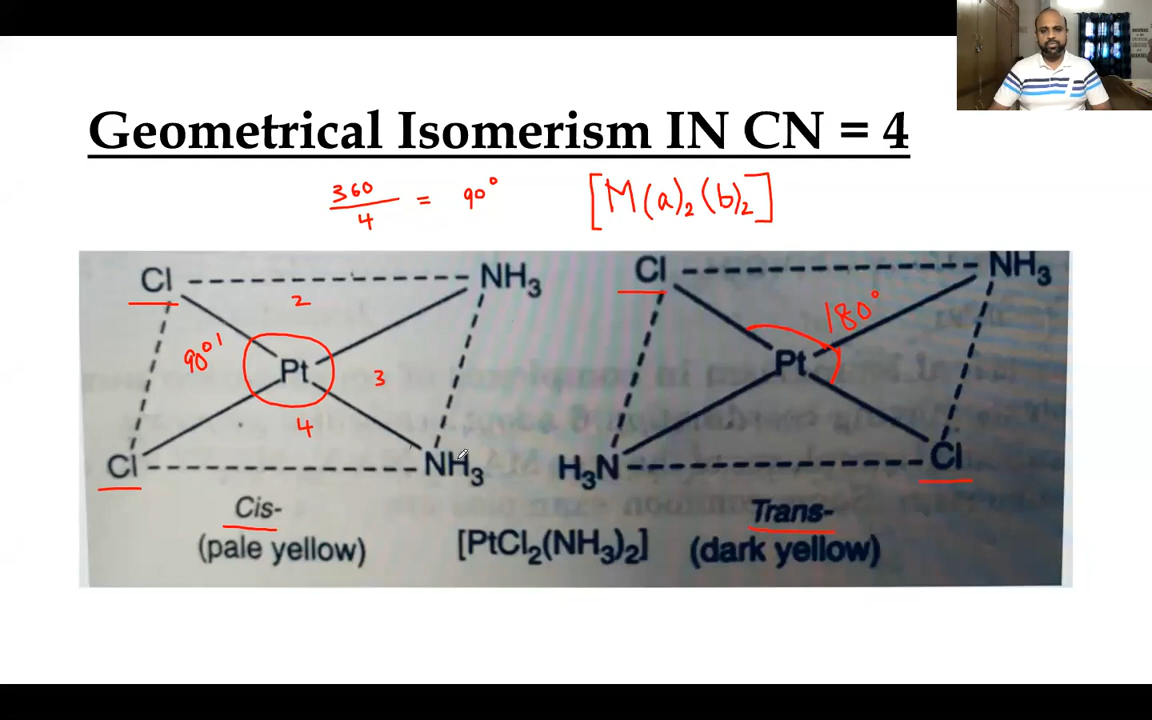 Geometrical Isomerism IN CN = 4
360/4 = 90° [M(a)₂(b)₂]
Cl NH₃ Cl NH₃
2 180°
90° 1 Pt 3 Pt
4
Cl NH₃ H₃N Cl
Cis- Trans-
(pale yellow) [PtCl₂(NH₃)₂] (dark yellow)